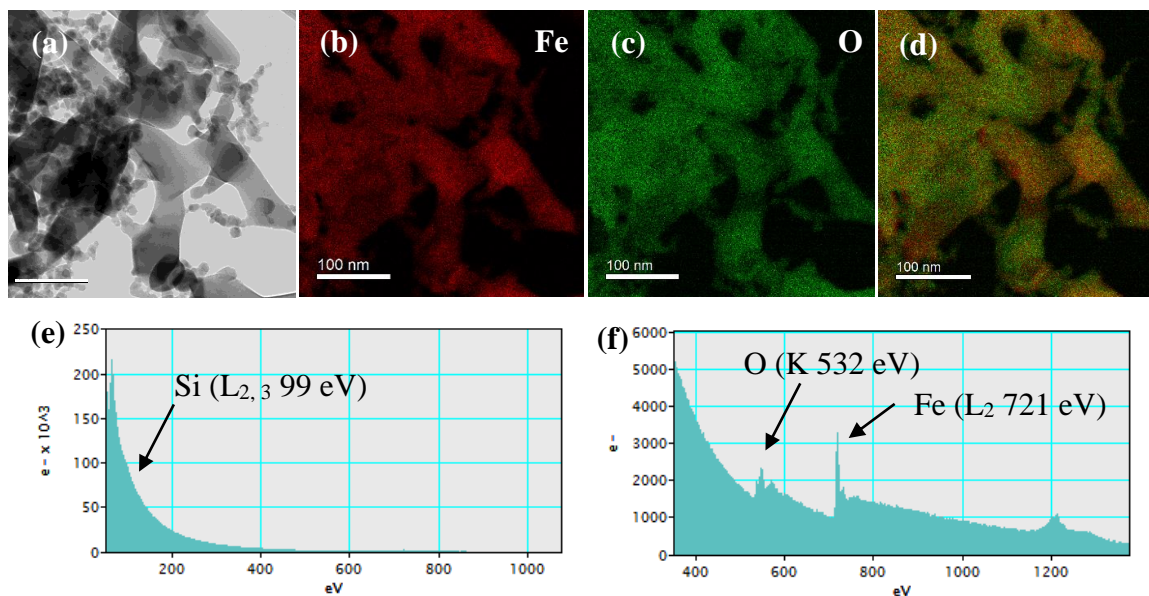 (a)
(b) Fe
100 nm
(c) O
100 nm
(d)
100 nm
(e)
250
200
150
100
50
0
e- x 10^3
Si (L2, 3 99 eV)
200 400 600 800 1000
eV
(f)
6000
5000
4000
3000
2000
1000
0
e-
O (K 532 eV)
Fe (L2 721 eV)
400 600 800 1000 1200
eV